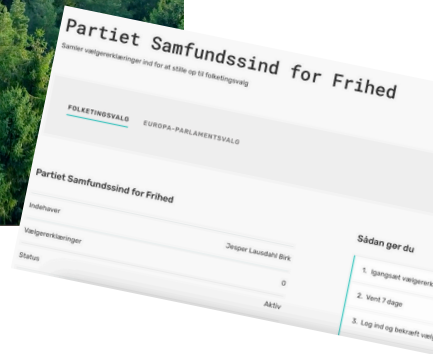 Partiet Samfundssind for Frihed
Samler vælgererklæringer ind for at stille op til folketingsvalg
FOLKETINGSVALG
EUROPA-PARLAMENTSVALG
Partiet Samfundssind for Frihed
Indehaver
Jesper Lausdahl Birk
Vælgererklæringer
0
Status
Aktiv
Sådan gør du
1. Igangsæt
2. Vent 7 dage
3. Log ind og bekræft